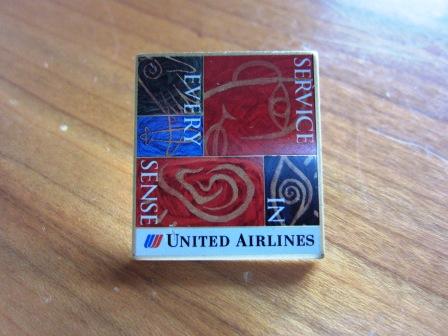 SERVICE
IN
EVERY
SENSE
UNITED AIRLINES